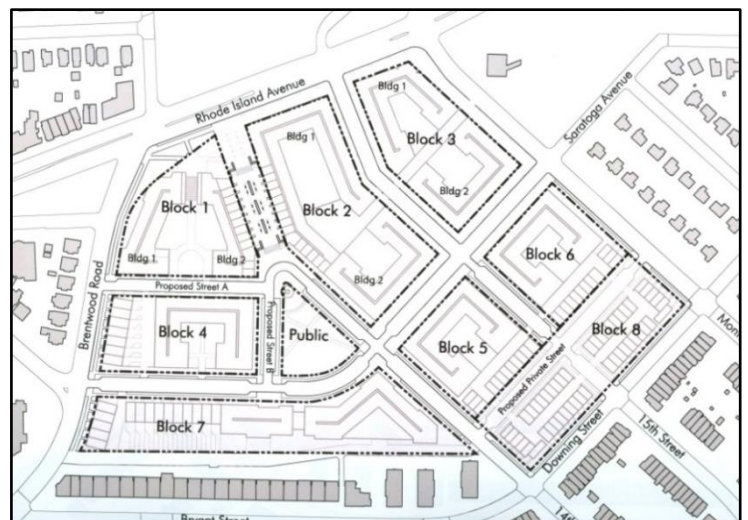 Rhode Island Avenue
Saratoga Avenue
Bldg 1
Block 3
Bldg 2
Bldg 1
Block 2
Bldg 2
Block 1
Bldg 1
Bldg 2
Block 6
Brentwood Road
Proposed Street A
Block 4
Proposed Street B
Public
Block 5
Block 8
Proposed Private Street
Block 7
Downing Street
15th Street
Bryant Street